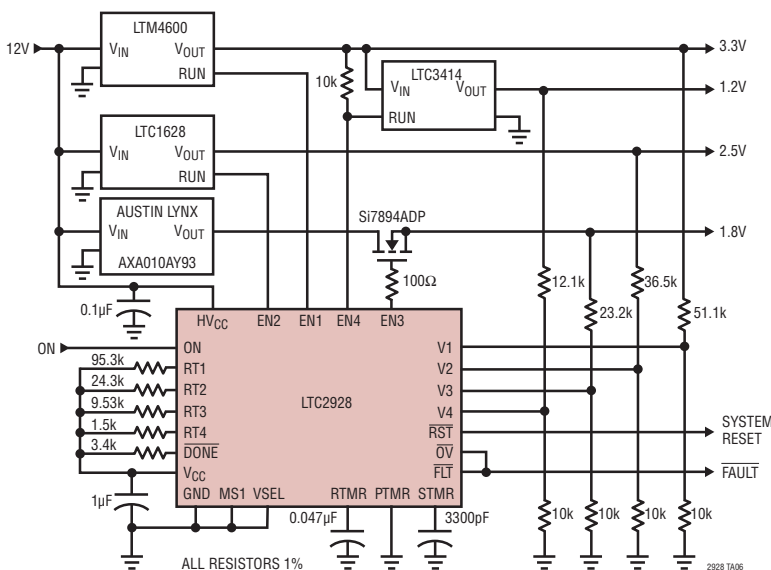 LTM4600
12V
VIN
VOUT
RUN
3.3V
10k
LTC3414
VIN
VOUT
RUN
1.2V
LTC1628
VIN
VOUT
RUN
2.5V
AUSTIN LYNX
VIN
VOUT
AXA010AY93
Si7894ADP
1.8V
100Ω
12.1k
36.5k
23.2k
51.1k
0.1µF
HVCC
EN2
EN1
EN4
EN3
ON
ON
95.3k
RT1
24.3k
RT2
9.53k
RT3
1.5k
RT4
3.4k
DONE
VCC
LTC2928
V1
V2
V3
V4
RST
OV
FLT
SYSTEM
RESET
FAULT
1µF
GND
MS1
VSEL
RTMR
PTMR
STMR
0.047µF
3300pF
10k
10k
10k
10k
ALL RESISTORS 1%
2928 TA06